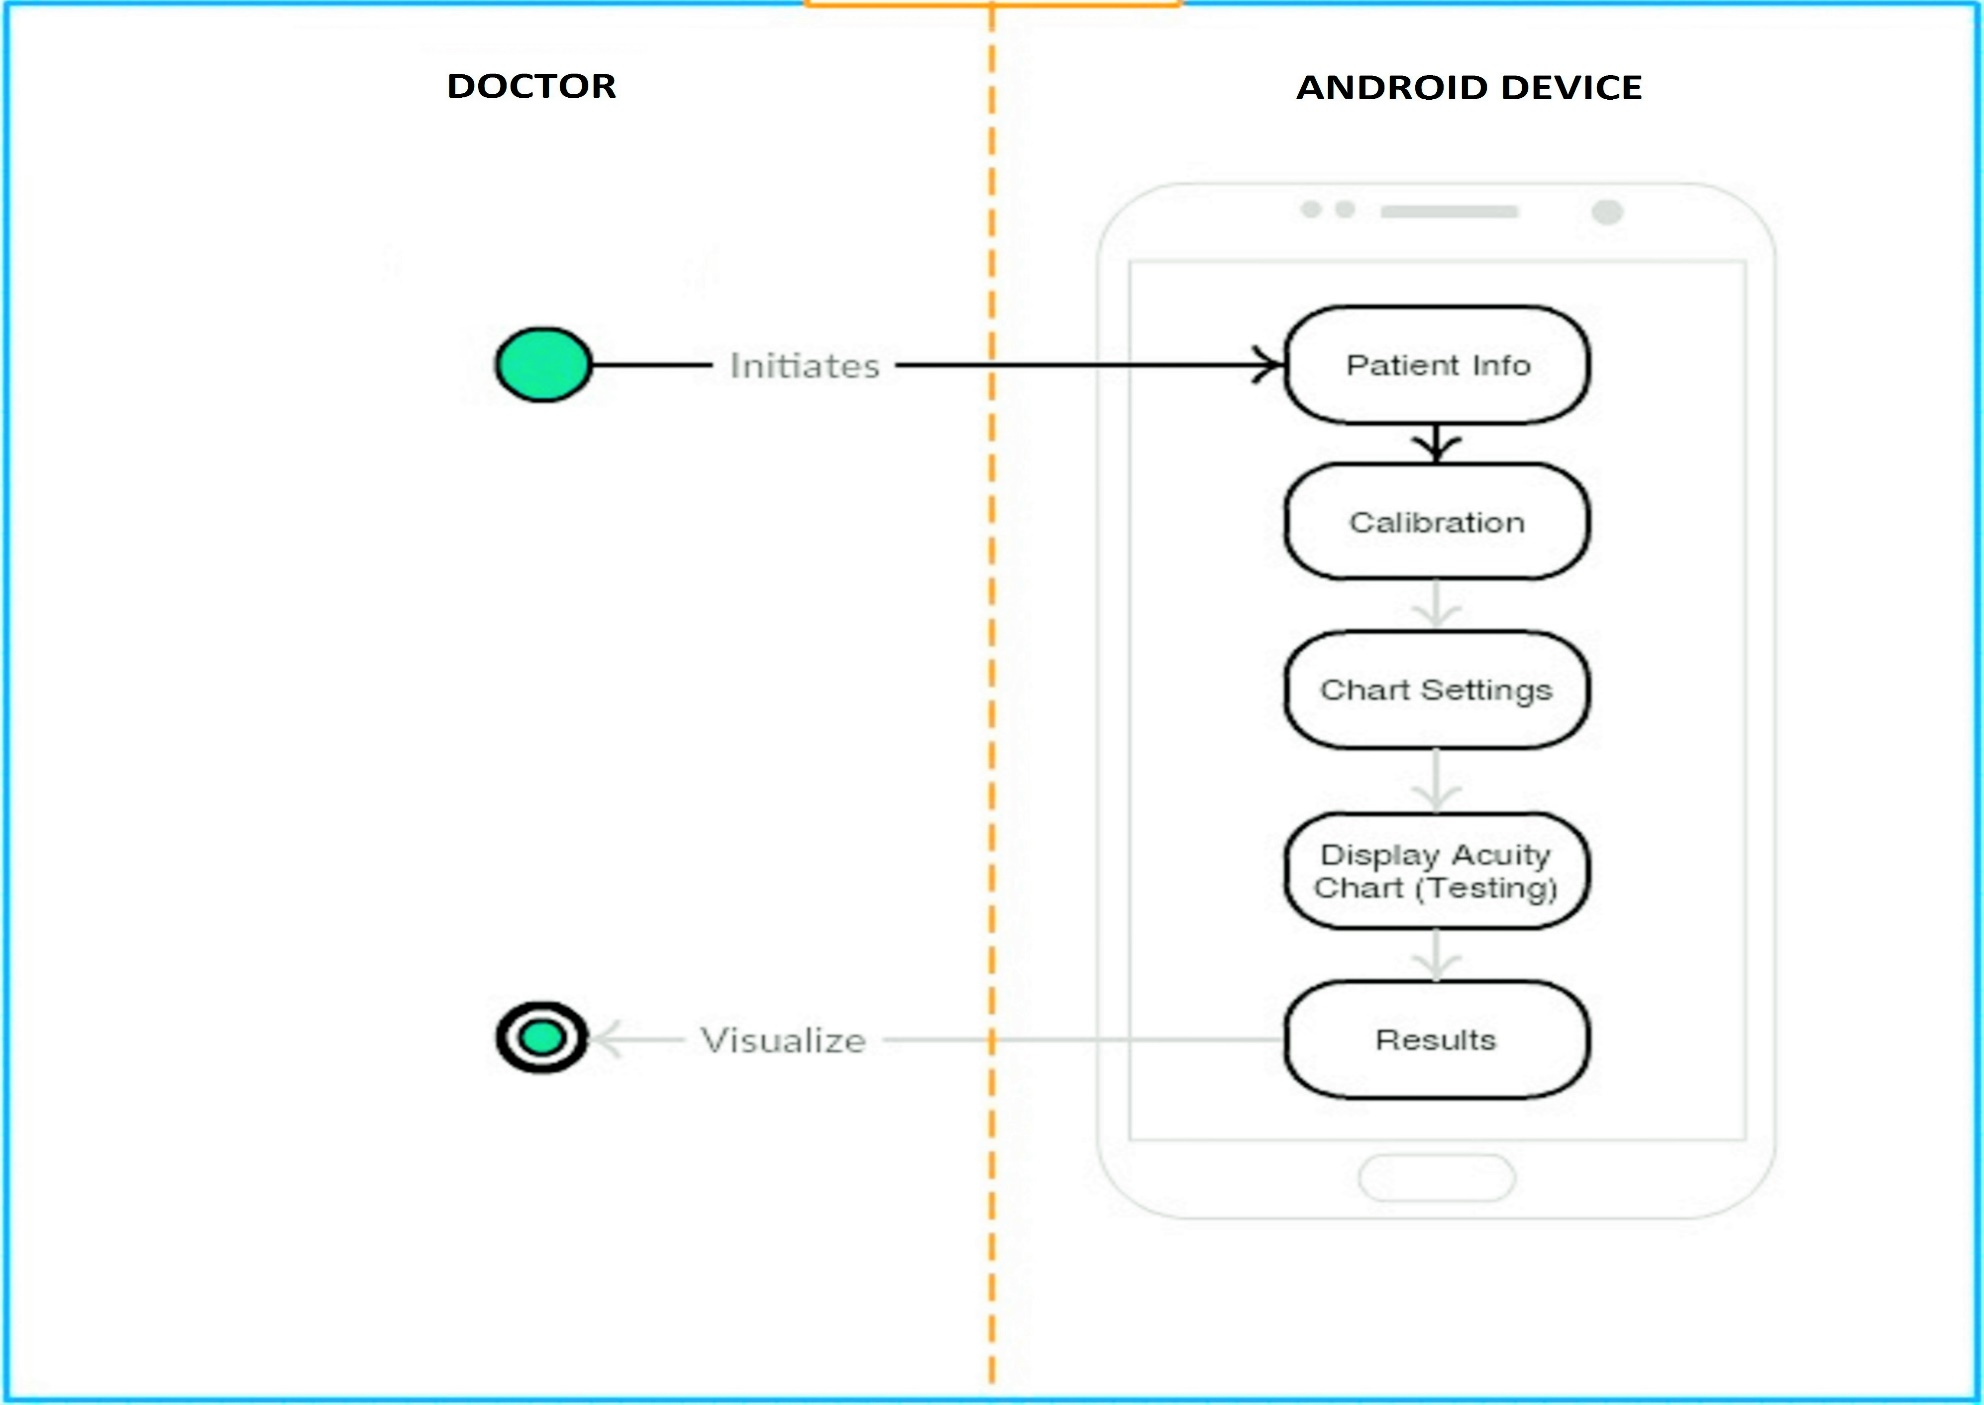 DOCTOR
ANDROID DEVICE
Initiates
Patient Info
Calibration
Chart Settings
Display Acuity
Chart (Testing)
Results
Visualize